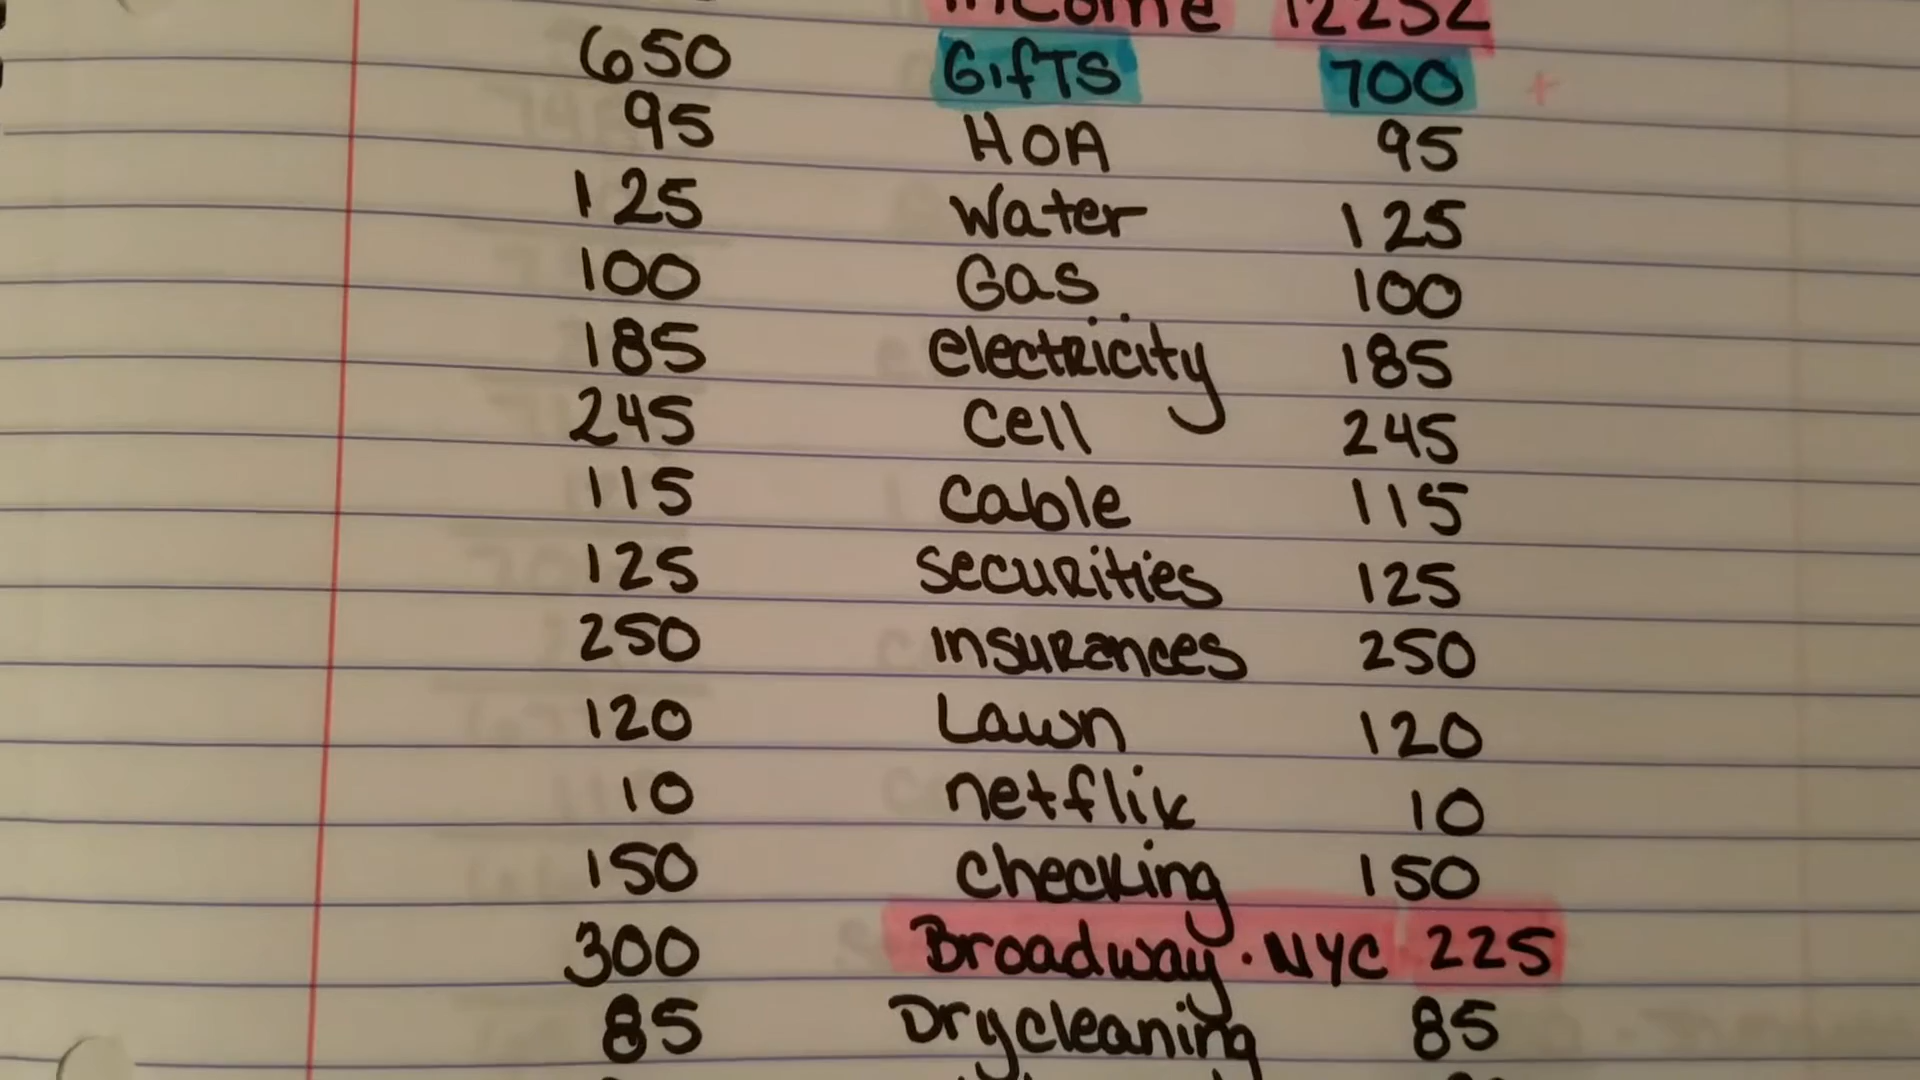 income 12252
650 Gifts 700 +
95 HOA 95
125 Water 125
100 Gas 100
185 electricity 185
245 cell 245
115 cable 115
125 securities 125
250 insurances 250
120 Lawn 120
10 netflix 10
150 checking 150
300 Broadway • NYC 225
85 Drycleaning 85